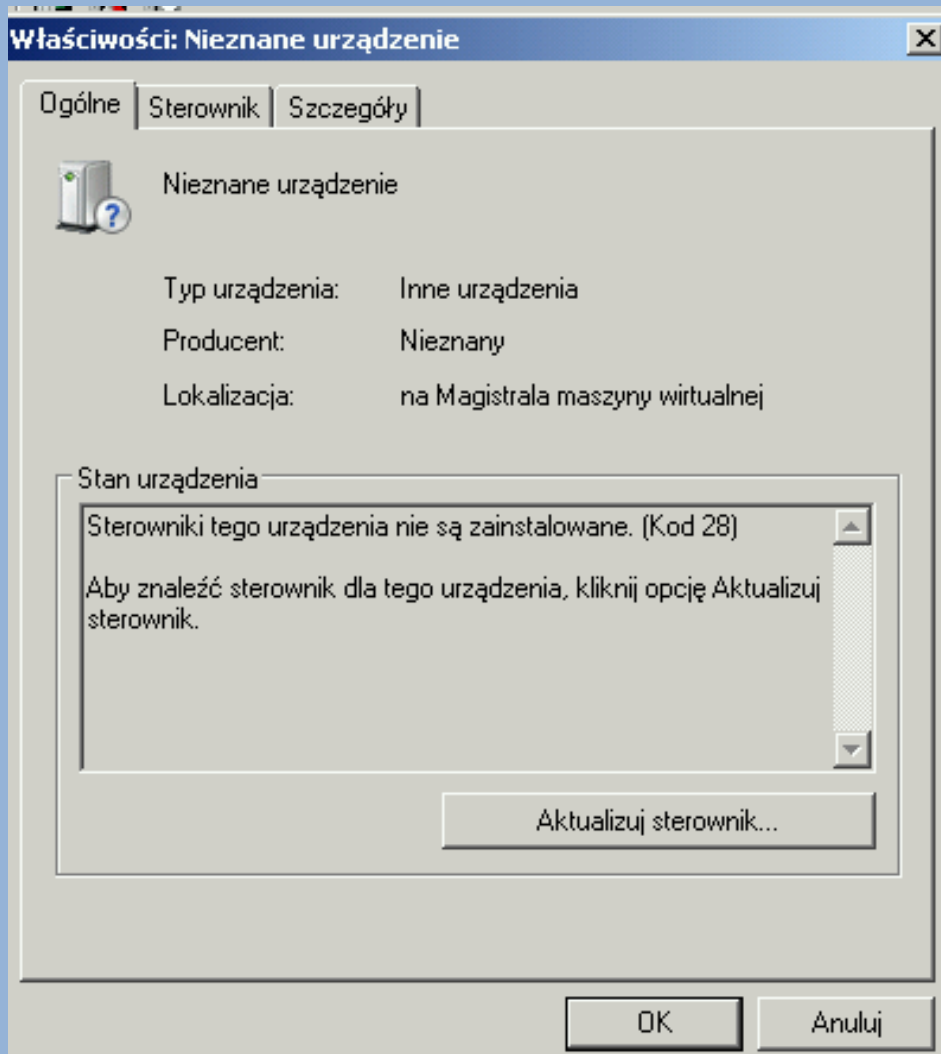 Właściwości: Nieznane urządzenie
Ogólne
Sterownik
Szczegóły
Nieznane urządzenie
Typ urządzenia: Inne urządzenia
Producent: Nieznany
Lokalizacja: na Magistrala maszyny wirtualnej
Stan urządzenia
Sterowniki tego urządzenia nie są zainstalowane. (Kod 28)
Aby znaleźć sterownik dla tego urządzenia, kliknij opcję Aktualizuj
sterownik.
Aktualizuj sterownik...
OK
Anuluj